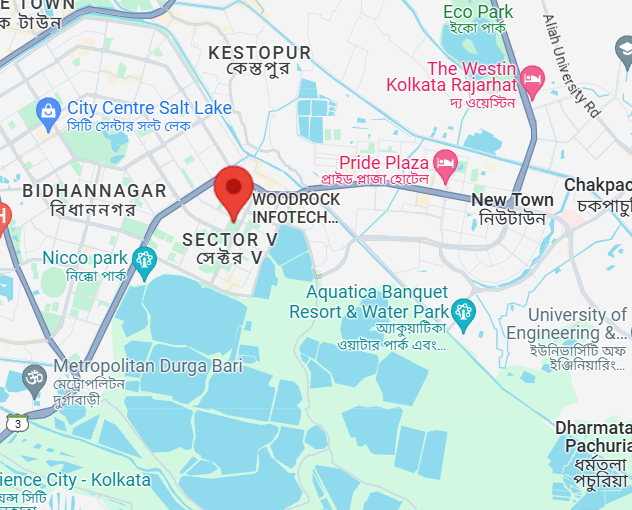 E TOWN
ক টাউন
Eco Park
ইকো পার্ক
KESTOPUR
কেস্তপুর
The Westin
Kolkata Rajarhat
দ্য ওয়েস্টিন
Aliah University Rd
City Centre Salt Lake
সিটি সেন্টার সল্ট লেক
Pride Plaza
প্রাইড প্লাজা হোটেল
BIDHANNAGAR
বিধাননগর
WOODROCK
INFOTECH...
New Town
নিউটাউন
Chakpac
চকপাচু
H
SECTOR V
সেক্টর V
Nicco park
নিক্কো পার্ক
Aquatica Banquet
Resort & Water Park
অ্যাকুয়াটিকা
ওয়াটার পার্ক এবং...
University of
Engineering &...
ইউনিভার্সিটি অফ
ইঞ্জিনিয়ারিং...
Metropolitan Durga Bari
মেট্রোপলিটন
দুর্গাবাড়ী
3
Dharmata
Pachuria
ধর্মতলা
পচুরিয়া
ience City - Kolkata
য়েন্স সিটি